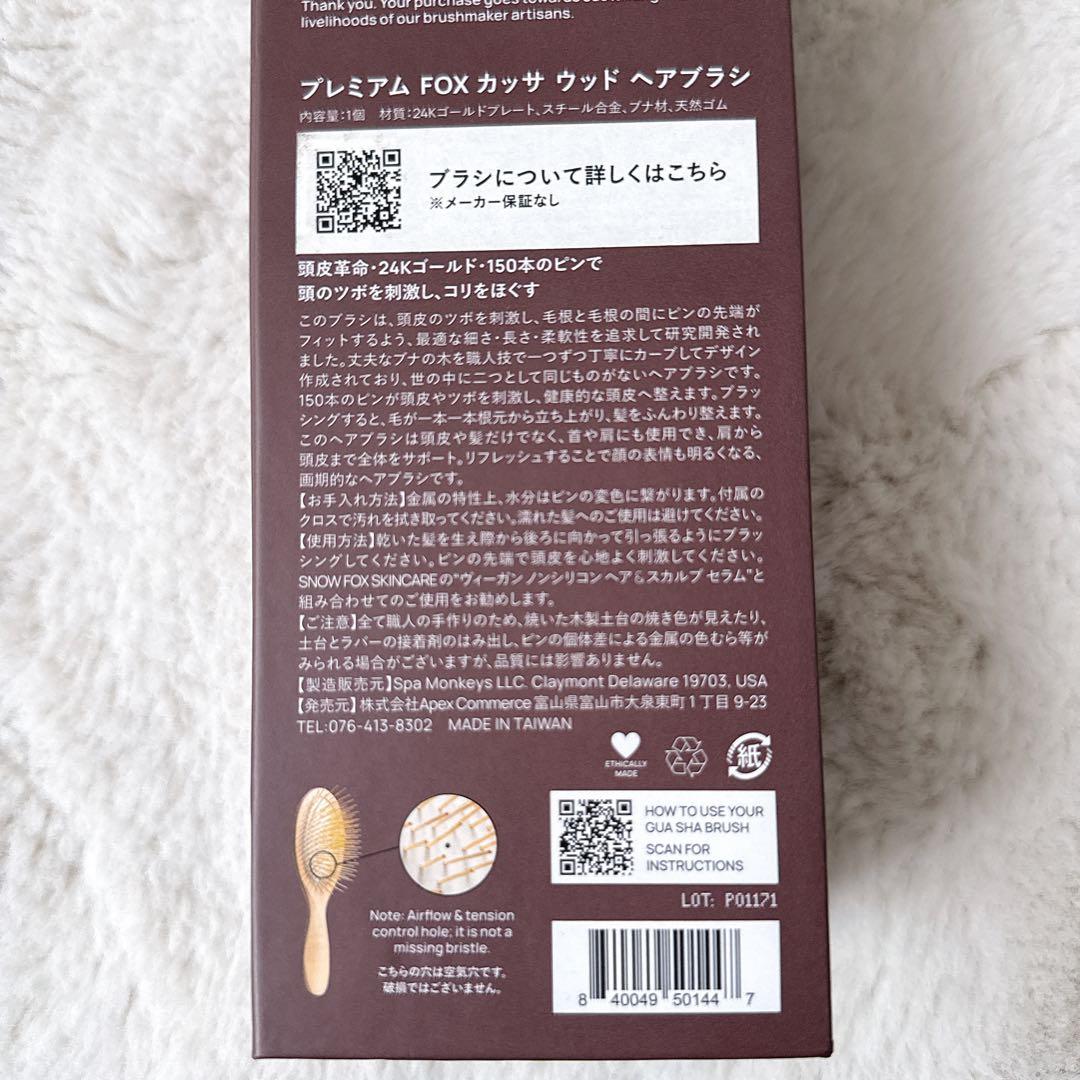 Thank you. Your purchase goes towards
livelihoods of our brushmaker artisans.
プレミアム FOX カッサ ウッド ヘアブラシ
内容量:1個 材質:24Kゴールドプレート、スチール合金、ブナ材、天然ゴム
ブラシについて詳しくはこちら
※メーカー保証なし
頭皮革命・24Kゴールド・150本のピンで
頭のツボを刺激し、コリをほぐす
このブラシは、頭皮のツボを刺激し、毛根と毛根の間にピンの先端が
フィットするよう、最適な細さ・長さ・柔軟性を追求して研究開発され
ました。丈夫なブナの木を職人技で一つずつ丁寧にカーブしてデザイン
作成されており、世の中に二つとして同じものがないヘアブラシです。
150本のピンが頭皮やツボを刺激し、健康的な頭皮へ整えます。ブラッ
シングすると、毛が一本一本根元から立ち上がり、髪をふんわり整えます。
このヘアブラシは頭皮や髪だけでなく、首や肩にも使用でき、肩から
頭皮まで全体をサポート。リフレッシュすることで顔の表情も明るくなる、
画期的なヘアブラシです。
【お手入れ方法】金属の特性上、水分はピンの変色に繋がります。付属の
クロスで汚れを拭き取ってください。濡れた髪へのご使用は避けてください。
【使用方法】乾いた髪を生え際から後ろに向かって引っ張るようにブラッ
シングしてください。ピンの先端で頭皮を心地よく刺激してください。
SNOW FOX SKINCAREの"ヴィーガン ノンシリコン ヘア&スカルプ セラム"と
組み合わせてのご使用をお勧めします。
【ご注意】全て職人の手作りのため、焼いた木製土台の焼き色が見えたり、
土台とラバーの接着剤のはみ出し、ピンの個体差による金属の色むら等が
みられる場合がございますが、品質には影響ありません。
【製造販売元】Spa Monkeys LLC. Claymont Delaware 19703, USA
【発売元】株式会社Apex Commerce 富山県富山市大泉東町1丁目9-23
TEL:076-413-8302 MADE IN TAIWAN
ETHICALLY
MADE
紙
HOW TO USE YOUR
GUA SHA BRUSH
SCAN FOR
INSTRUCTIONS
LOT: P01171
Note: Airflow & tension
control hole; it is not a
missing bristle.
こちらの穴は空気穴です。
破損ではございません。
8 40049 50144 7